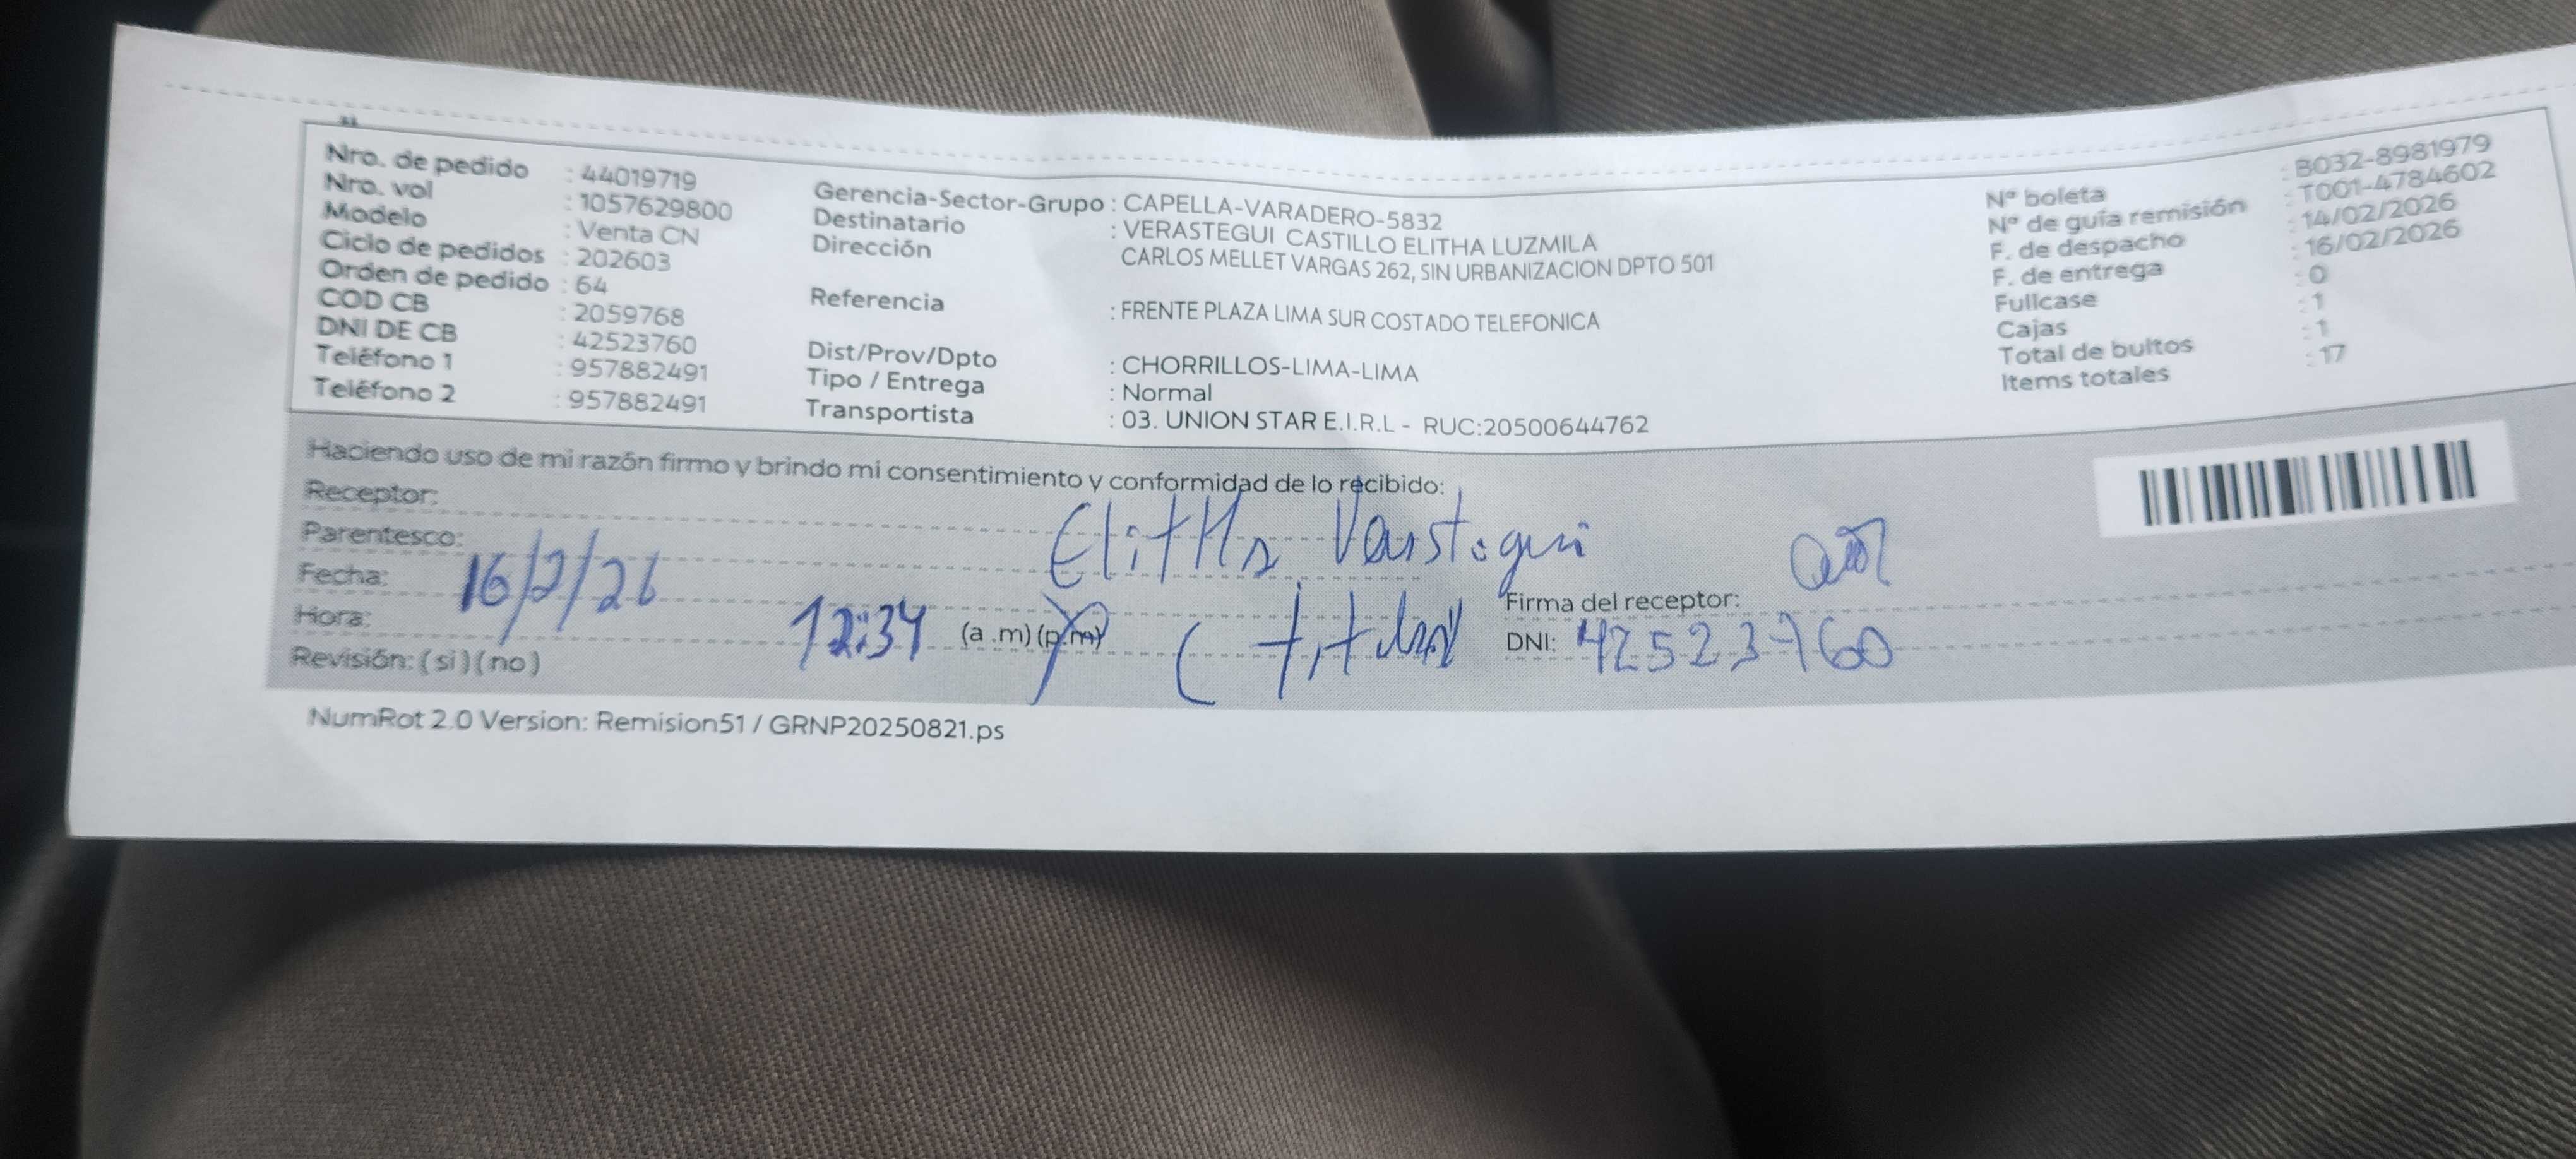 Nro. de pedido : 44019719
Nro. vol : 1057629800
Modelo : Venta CN
Ciclo de pedidos : 202603
Orden de pedido : 64
COD CB : 2059768
DNI DE CB : 42523760
Teléfono 1 : 957882491
Teléfono 2 : 957882491
Gerencia-Sector-Grupo : CAPELLA-VARADERO-5832
Destinatario : VERASTEGUI CASTILLO ELITHA LUZMILA
Dirección CARLOS MELLET VARGAS 262, SIN URBANIZACION DPTO 501
Referencia : FRENTE PLAZA LIMA SUR COSTADO TELEFONICA
Dist/Prov/Dpto : CHORRILLOS-LIMA-LIMA
Tipo / Entrega : Normal
Transportista : 03. UNION STAR E.I.R.L - RUC:20500644762
Nº boleta : B032-8981979
Nº de guía remisión : T001-4784602
F. de despacho : 14/02/2026
F. de entrega : 16/02/2026
Fullcase : 0
Cajas : 1
Total de bultos : 1
Items totales : 17
Haciendo uso de mi razón firmo y brindo mi consentimiento y conformidad de lo recibido:
Receptor:
Parentesco:
Fecha: 16/2/26
Hora: 12:34 (a.m)(p.m)
Revisión: (si)(no)
(titular
Firma del receptor:
DNI: 42523760
NumRot 2.0 Version: Remision51 / GRNP20250821.ps